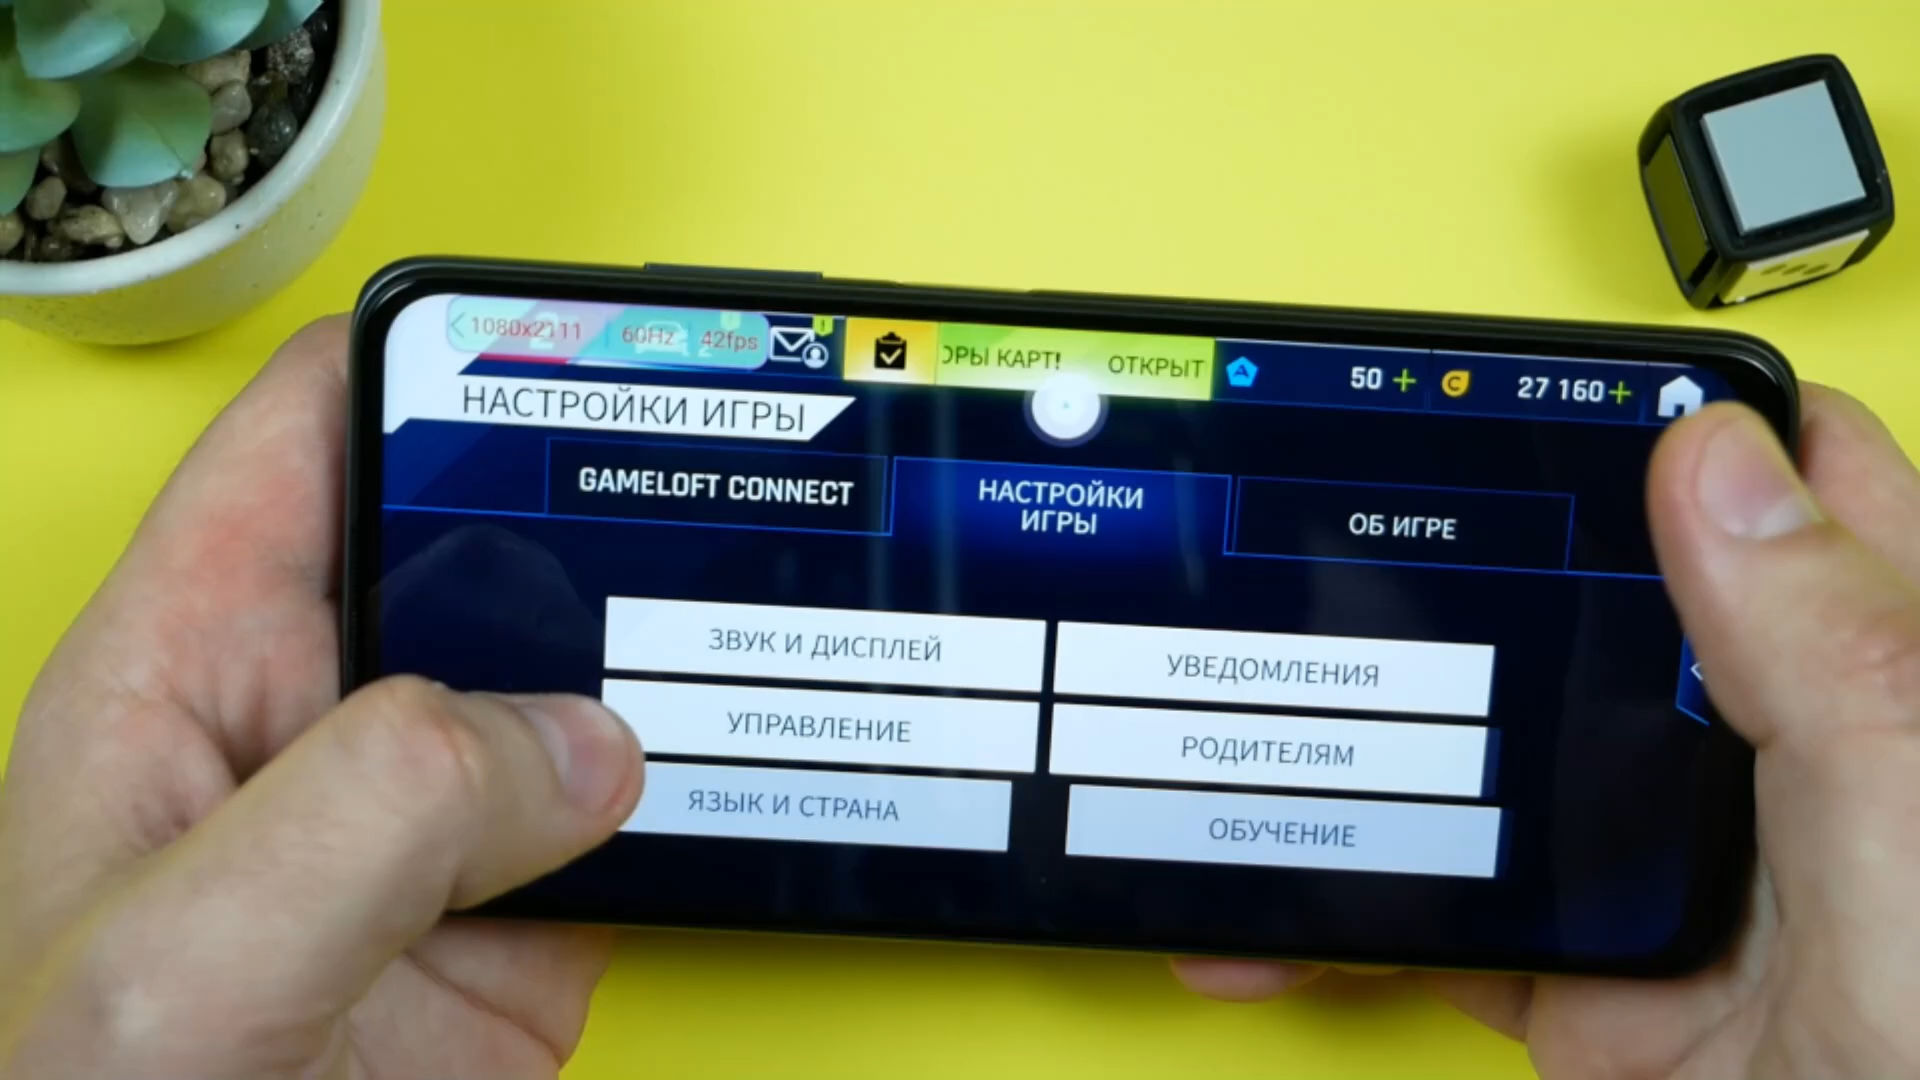 1080x2111 60Hz 42fps
КАРТ! ОТКРЫТ
50
27 160
НАСТРОЙКИ ИГРЫ
GAMELOFT CONNECT
НАСТРОЙКИ
ИГРЫ
ОБ ИГРЕ
ЗВУК И ДИСПЛЕЙ
УВЕДОМЛЕНИЯ
УПРАВЛЕНИЕ
РОДИТЕЛЯМ
ЯЗЫК И СТРАНА
ОБУЧЕНИЕ